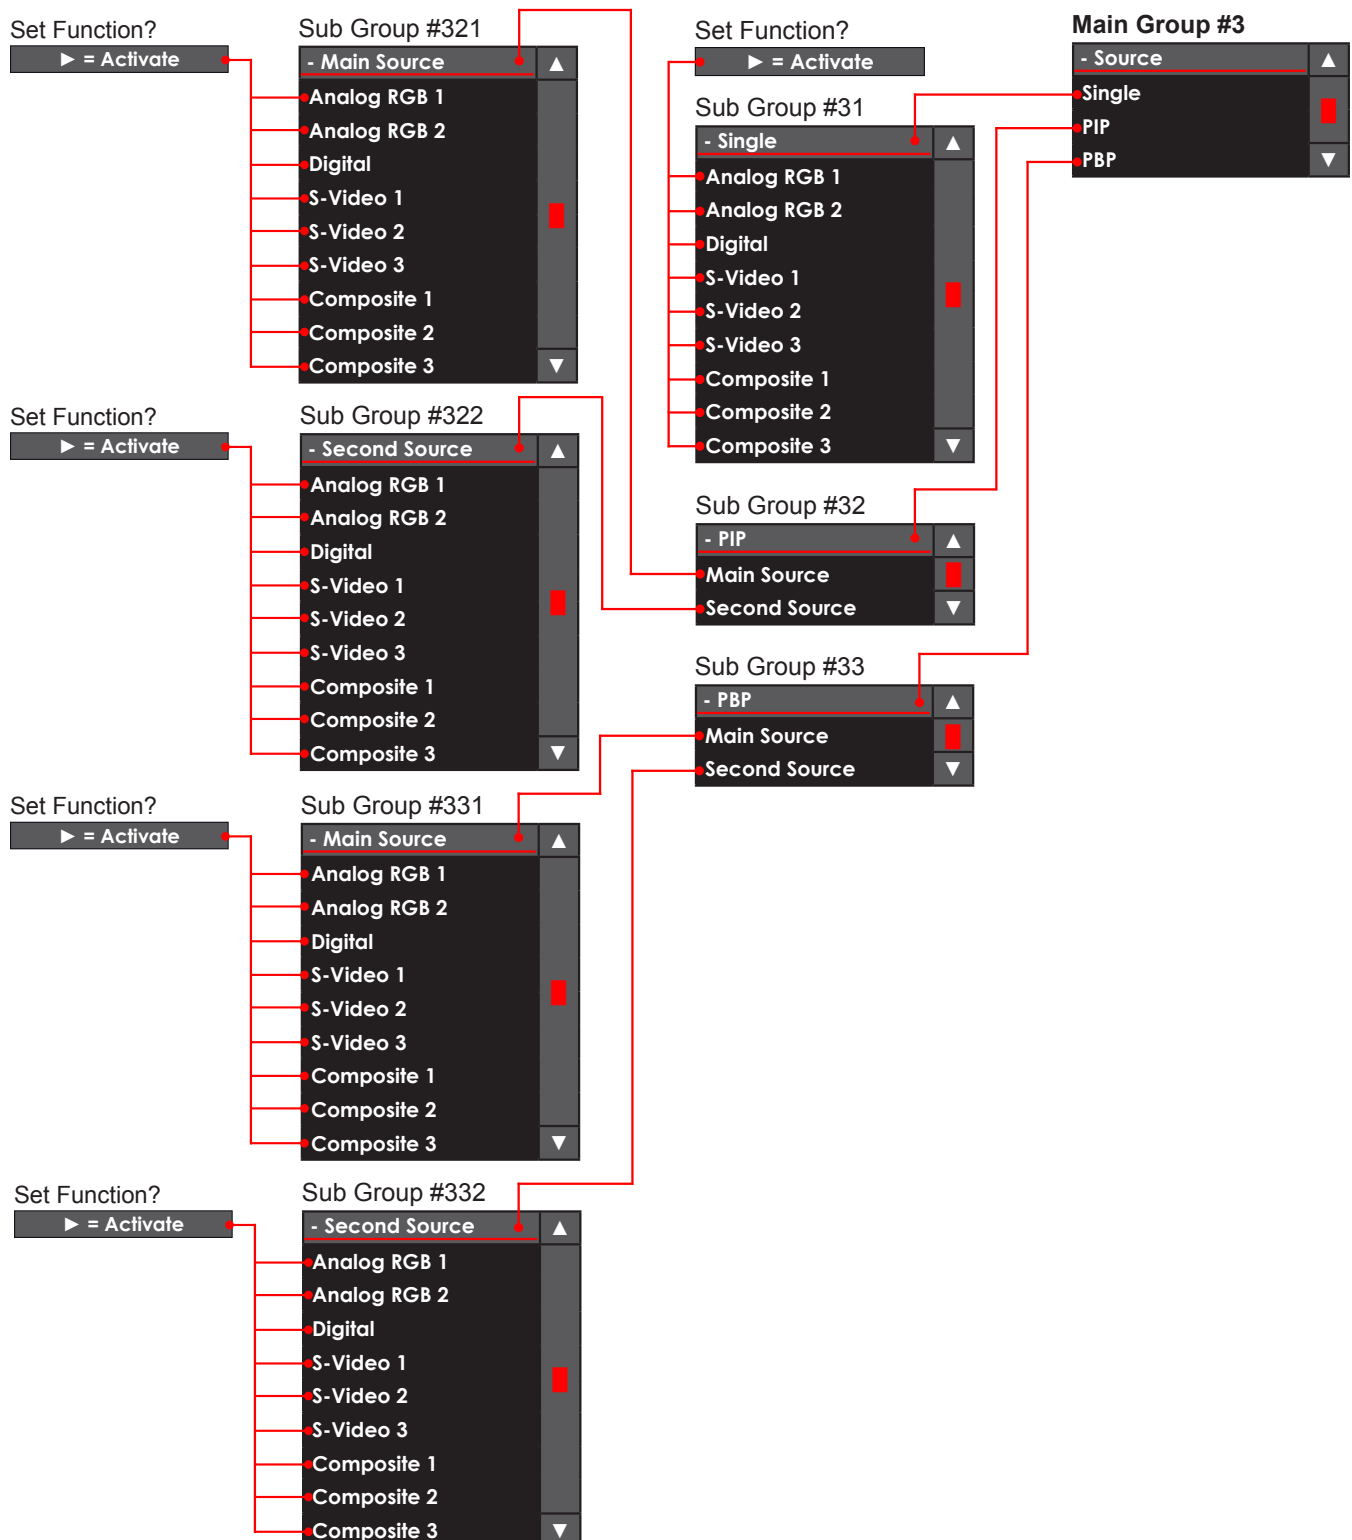 Set Function?
► = Activate
Sub Group #321
- Main Source
▲
Analog RGB 1
Analog RGB 2
Digital
S-Video 1
S-Video 2
S-Video 3
Composite 1
Composite 2
Composite 3
▼
Set Function?
► = Activate
Sub Group #322
- Second Source
▲
Analog RGB 1
Analog RGB 2
Digital
S-Video 1
S-Video 2
S-Video 3
Composite 1
Composite 2
Composite 3
▼
Set Function?
► = Activate
Sub Group #331
- Main Source
▲
Analog RGB 1
Analog RGB 2
Digital
S-Video 1
S-Video 2
S-Video 3
Composite 1
Composite 2
Composite 3
▼
Set Function?
► = Activate
Sub Group #332
- Second Source
▲
Analog RGB 1
Analog RGB 2
Digital
S-Video 1
S-Video 2
S-Video 3
Composite 1
Composite 2
Composite 3
▼
Set Function?
► = Activate
Sub Group #31
- Single
▲
Analog RGB 1
Analog RGB 2
Digital
S-Video 1
S-Video 2
S-Video 3
Composite 1
Composite 2
Composite 3
▼
Sub Group #32
- PIP
▲
Main Source
Second Source
▼
Sub Group #33
- PBP
▲
Main Source
Second Source
▼
Main Group #3
- Source
▲
Single
PIP
PBP
▼